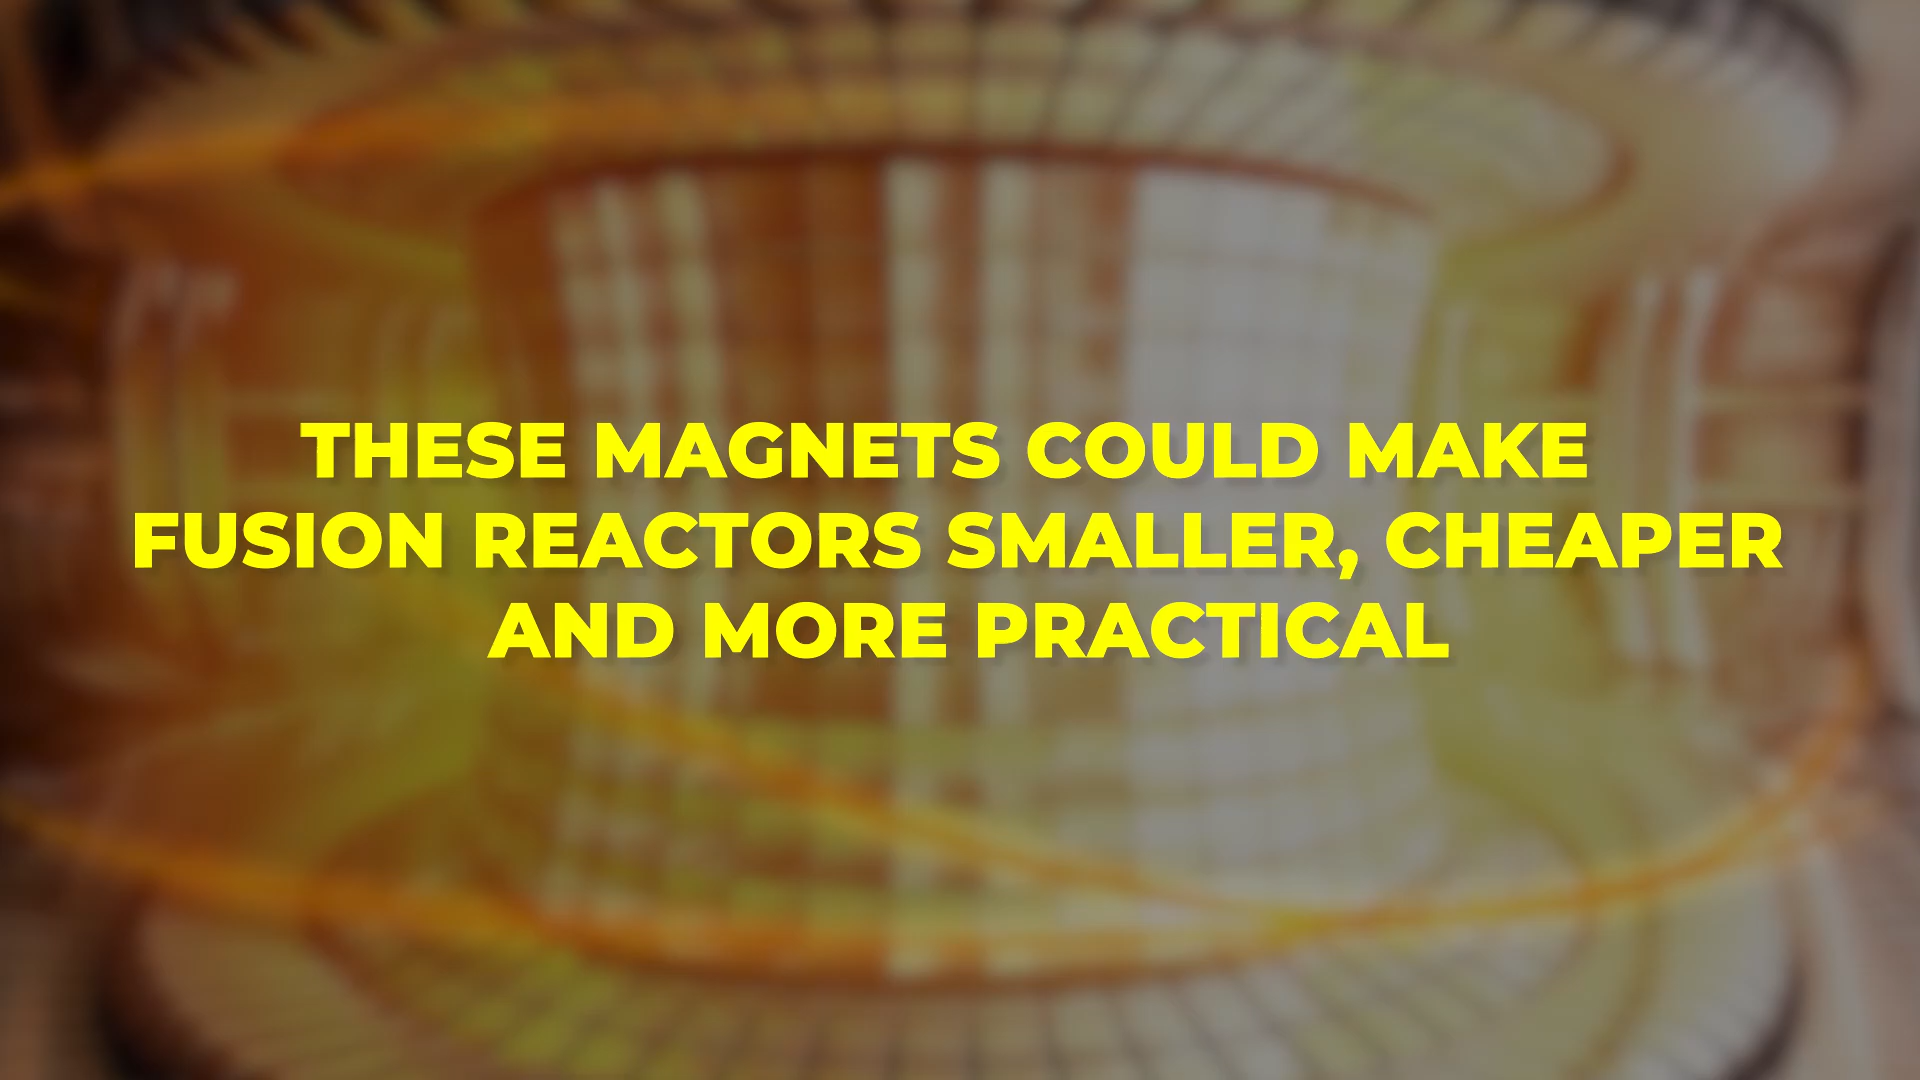 THESE MAGNETS COULD MAKE
FUSION REACTORS SMALLER, CHEAPER
AND MORE PRACTICAL